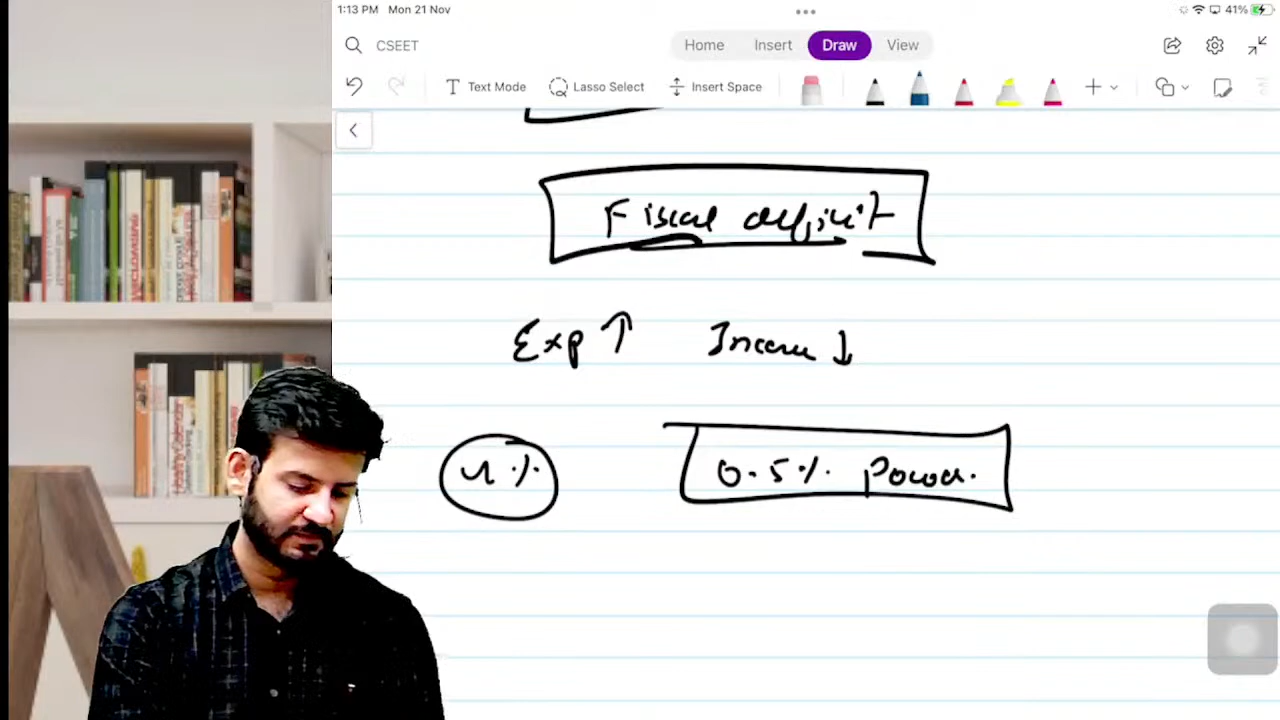 1:13 PM Mon 21 Nov
41%
CSEET
Home Insert Draw View
Text Mode Lasso Select Insert Space
Fiscal deficit
Exp ↑ Income ↓
4 %
0.5% Power.